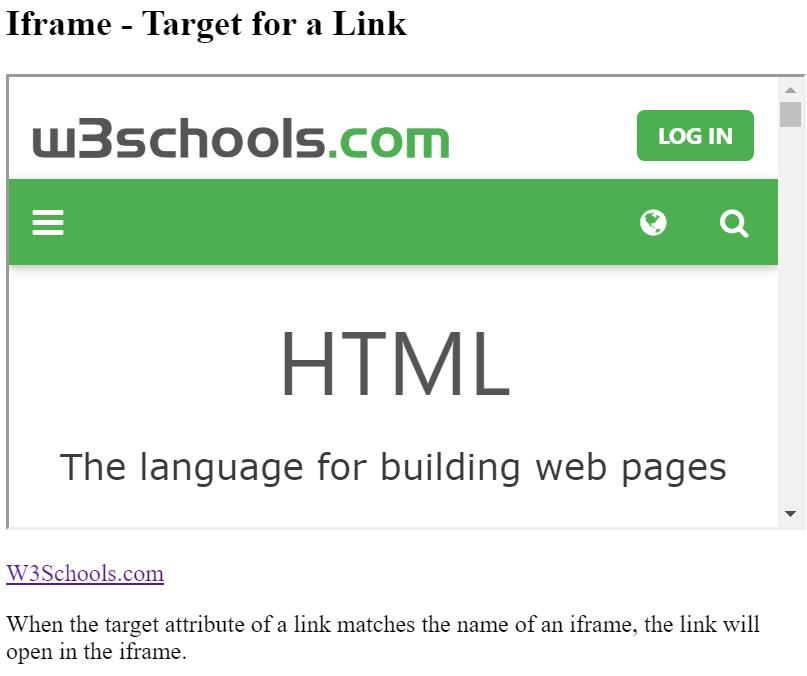 Iframe - Target for a Link
w3schools.com
LOG IN
HTML
The language for building web pages
W3Schools.com
When the target attribute of a link matches the name of an iframe, the link will
open in the iframe.